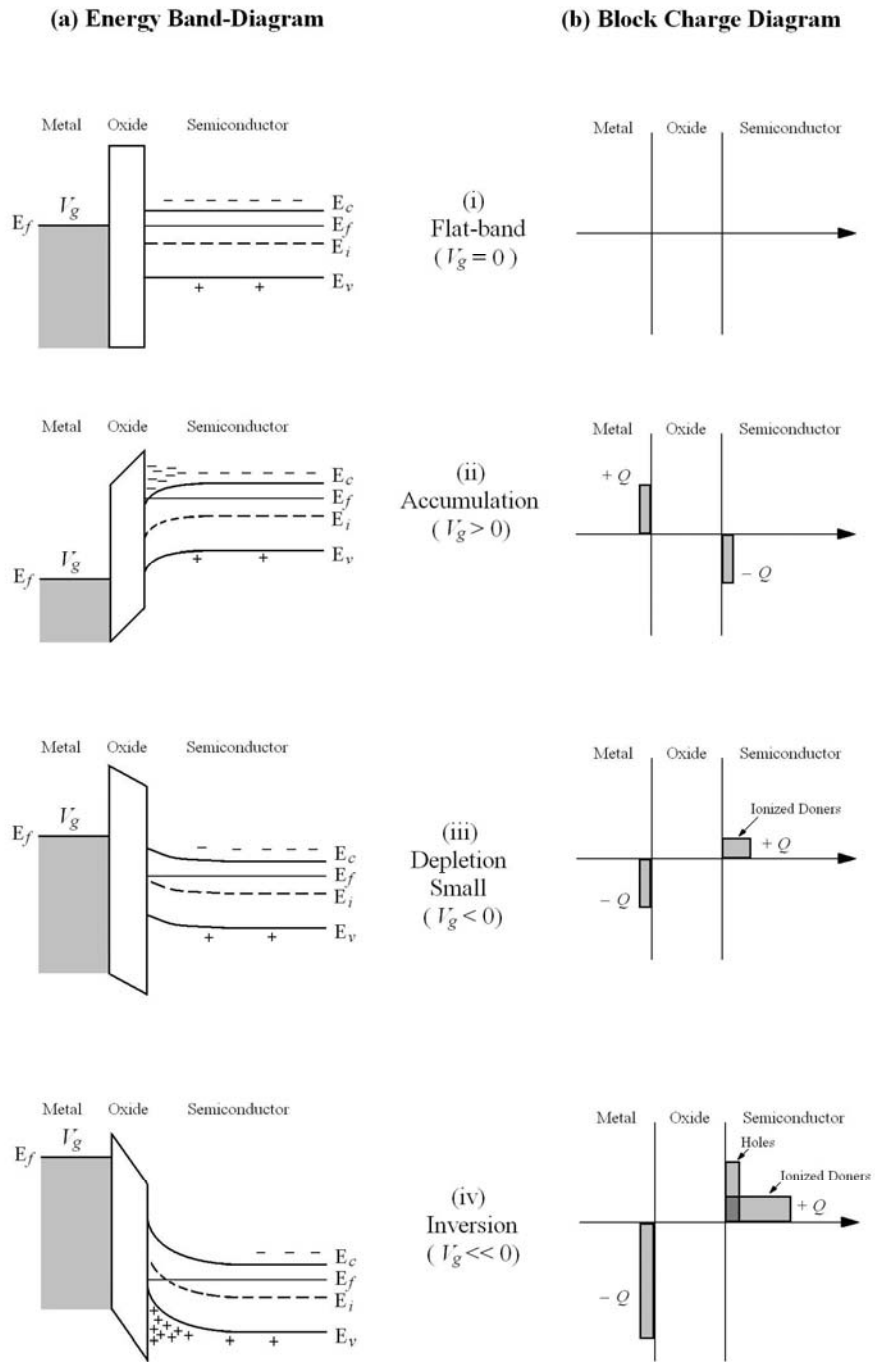 (a) Energy Band-Diagram (b) Block Charge Diagram
Metal Oxide Semiconductor
V_g
E_f
– – – – – – –
E_c
E_f
E_i
E_v
+ +
(i)
Flat-band
( V_g = 0 )
Metal Oxide Semiconductor
Metal Oxide Semiconductor
V_g
E_f
E_c
E_f
E_i
E_v
+ +
(ii)
Accumulation
( V_g > 0)
Metal Oxide Semiconductor
+ Q
– Q
Metal Oxide Semiconductor
V_g
E_f
E_c
E_f
E_i
E_v
+ +
(iii)
Depletion
Small
( V_g < 0)
Metal Oxide Semiconductor
Ionized Doners
+ Q
– Q
Metal Oxide Semiconductor
V_g
E_f
E_c
E_f
E_i
E_v
+ +
(iv)
Inversion
( V_g << 0)
Metal Oxide Semiconductor
Holes
Ionized Doners
+ Q
– Q